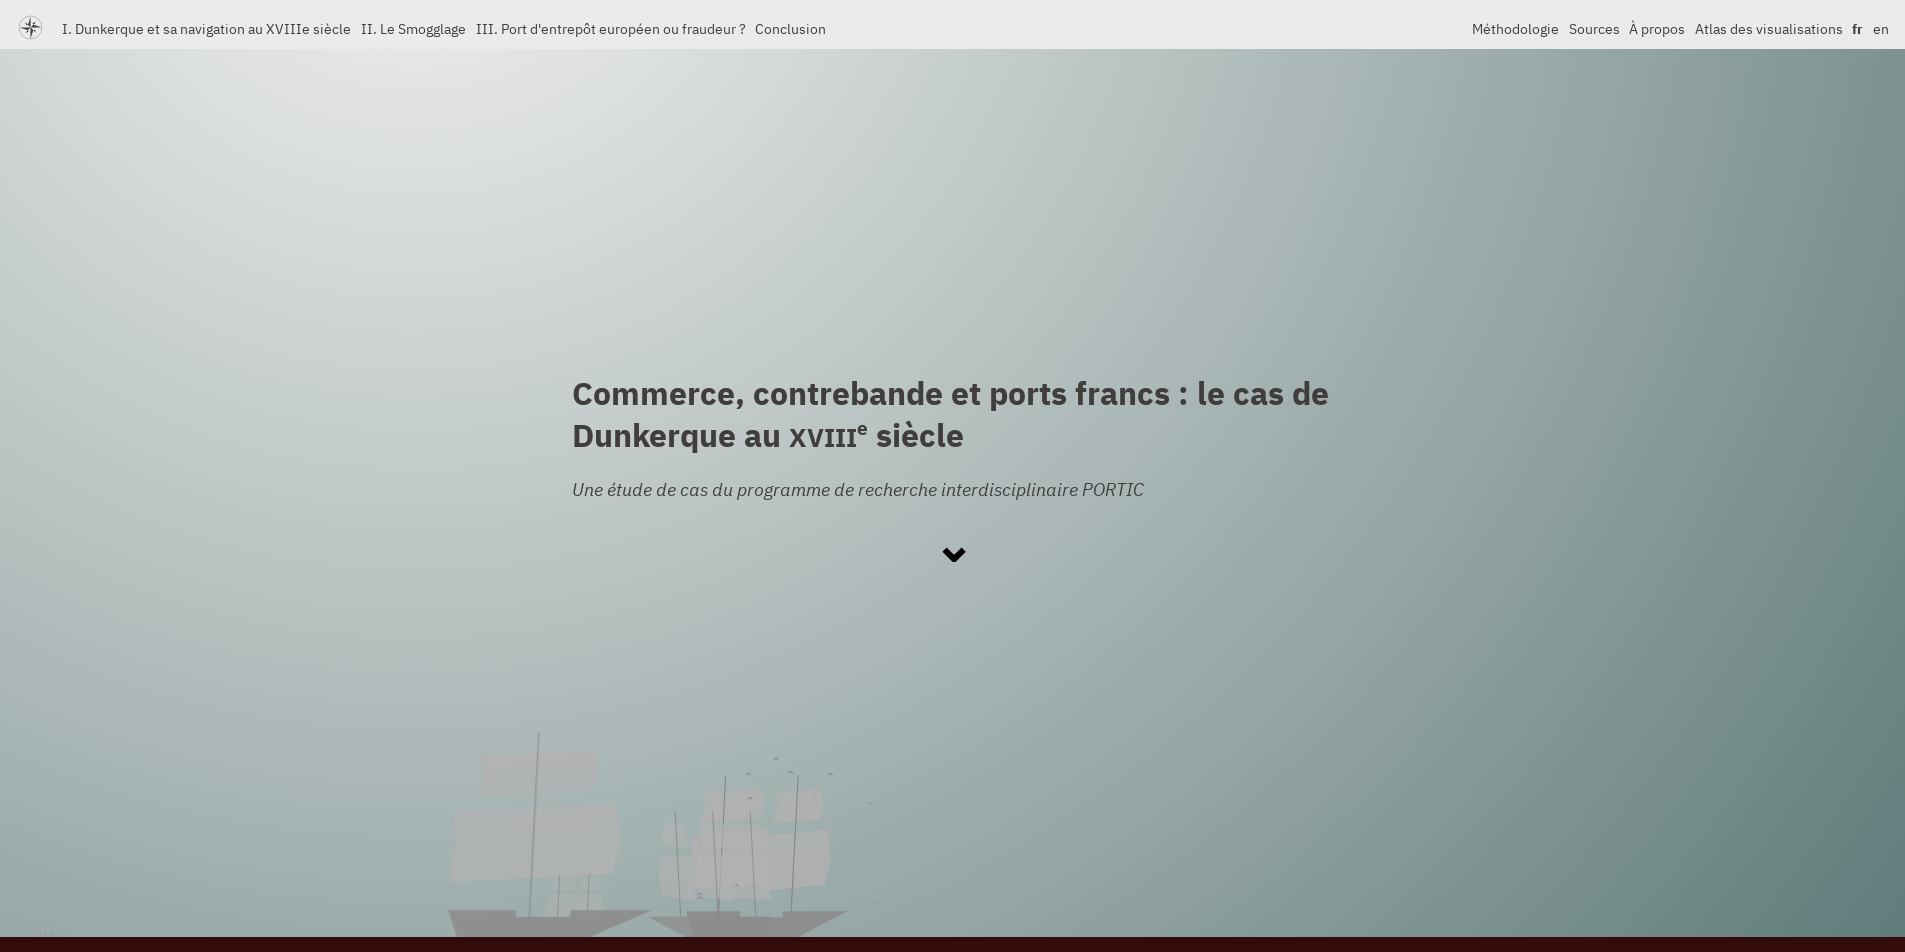 I. Dunkerque et sa navigation au XVIIIe siècle II. Le Smogglage III. Port d'entrepôt européen ou fraudeur ? Conclusion Méthodologie Sources À propos Atlas des visualisations fr en
Commerce, contrebande et ports francs : le cas de
Dunkerque au XVIIIe siècle
Une étude de cas du programme de recherche interdisciplinaire PORTIC